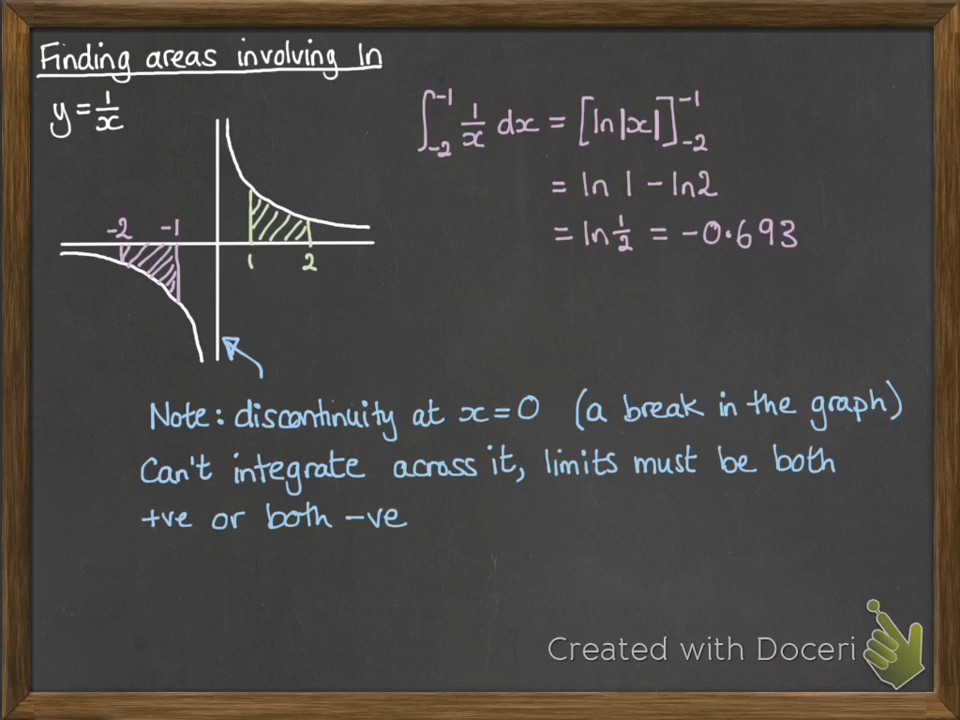 Finding areas involving ln
y = 1/x
∫_{-2}^{-1} 1/x dx = [ln|x|]_{-2}^{-1}
= ln 1 - ln2
= ln 1/2 = -0.693
-2 -1
1 2
Note: discontinuity at x = 0 (a break in the graph)
Can't integrate across it, limits must be both
+ve or both -ve
Created with Doceri